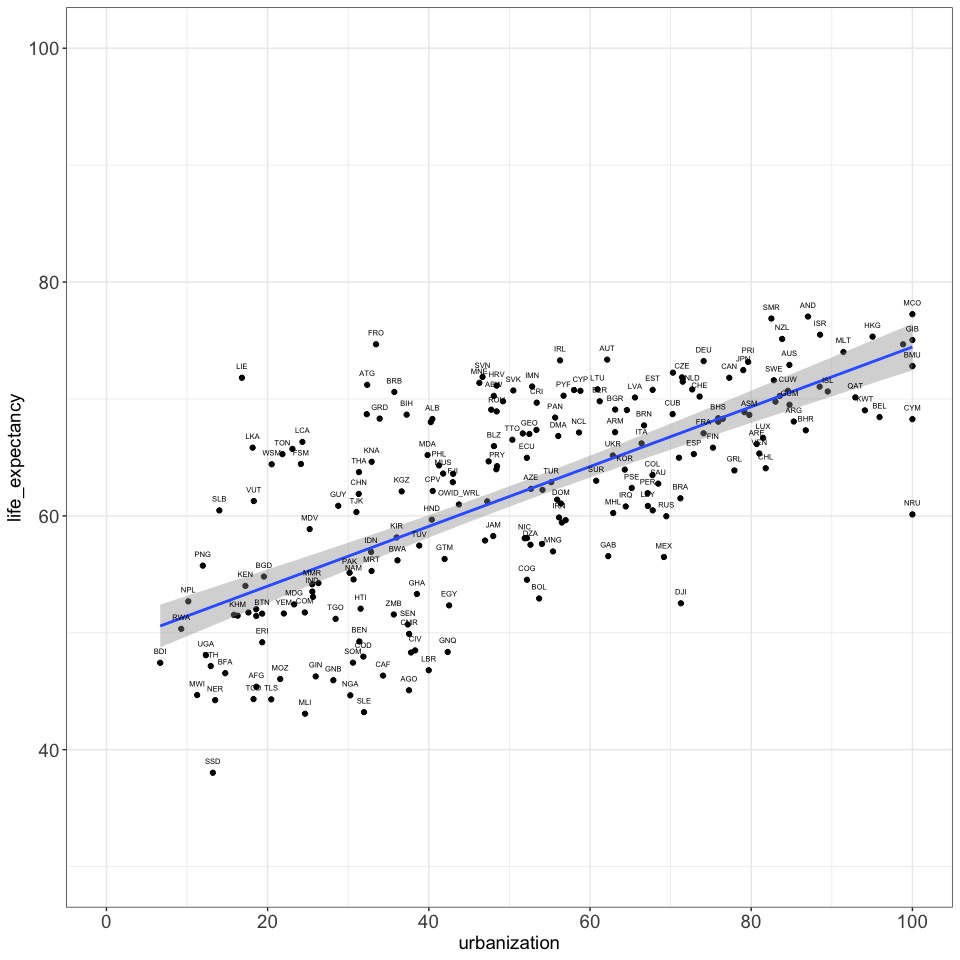 100
80
60
40
life_expectancy
SMR
AND
MCO
NZL
ISR
HKG
GIB
FRO
IRL
AUT
DEU
PRI
JPN
AUS
MLT
BMU
LIE
ATG
BRB
SVN
MNE
HRV
SVK
IMN
CRI
PYF
CYP
LTU
LVA
EST
CZE
NLD
CHE
CAN
SWE
CUW
ISL
GUM
QAT
KWT
GRD
BIH
ALB
PAN
BGR
BRN
CUB
BHS
ASM
ARG
BHR
BEL
CYM
LKA
TON
LCA
WSM
FSM
KNA
MDA
PHL
MUS
FJI
BLZ
TTO
GEO
DMA
NCL
ARM
ITA
FRA
FIN
LUX
ARE
VEN
ECU
UKR
ESP
THA
PRY
TUR
KOR
COL
SAU
GRL
CHL
VUT
CHN
KGZ
CPV
OWID_WRL
AZE
SUR
PSE
PER
BRA
SLB
GUY
TJK
HND
DOM
IRN
MHL
IRQ
LBY
RUS
NRU
MDV
KIR
TUV
JAM
NIC
DZA
PNG
IDN
BWA
GTM
MNG
GAB
MEX
BGD
PAK
NAM
MRT
KEN
MMR
IND
GHA
COG
NPL
BTN
YEM
MDG
COM
HTI
EGY
BOL
DJI
RWA
KHM
TGO
ZMB
SEN
CMR
ERI
BEN
COD
CIV
GNQ
BDI
UGA
BFA
SOM
LBR
AFG
MOZ
GIN
GNB
CAF
MWI
NER
TLS
NGA
AGO
MLI
SLE
SSD
0
20
40
60
80
100
urbanization